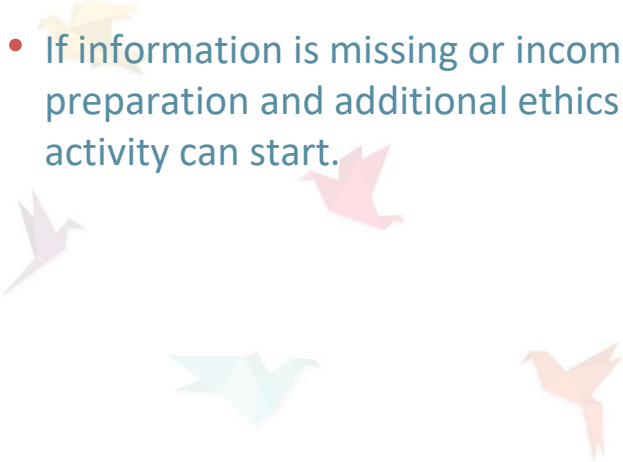 • If information is missing or incom
preparation and additional ethics
activity can start.